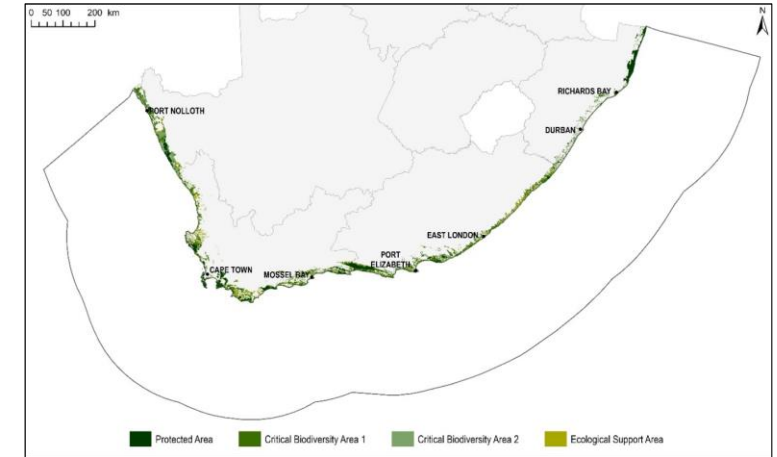 0 50 100 200 km
N
PORT NOLLOTH
RICHARDS BAY
DURBAN
EAST LONDON
PORT
ELIZABETH
CAPE TOWN
MOSSEL BAY
Protected Area
Critical Biodiversity Area 1
Critical Biodiversity Area 2
Ecological Support Area